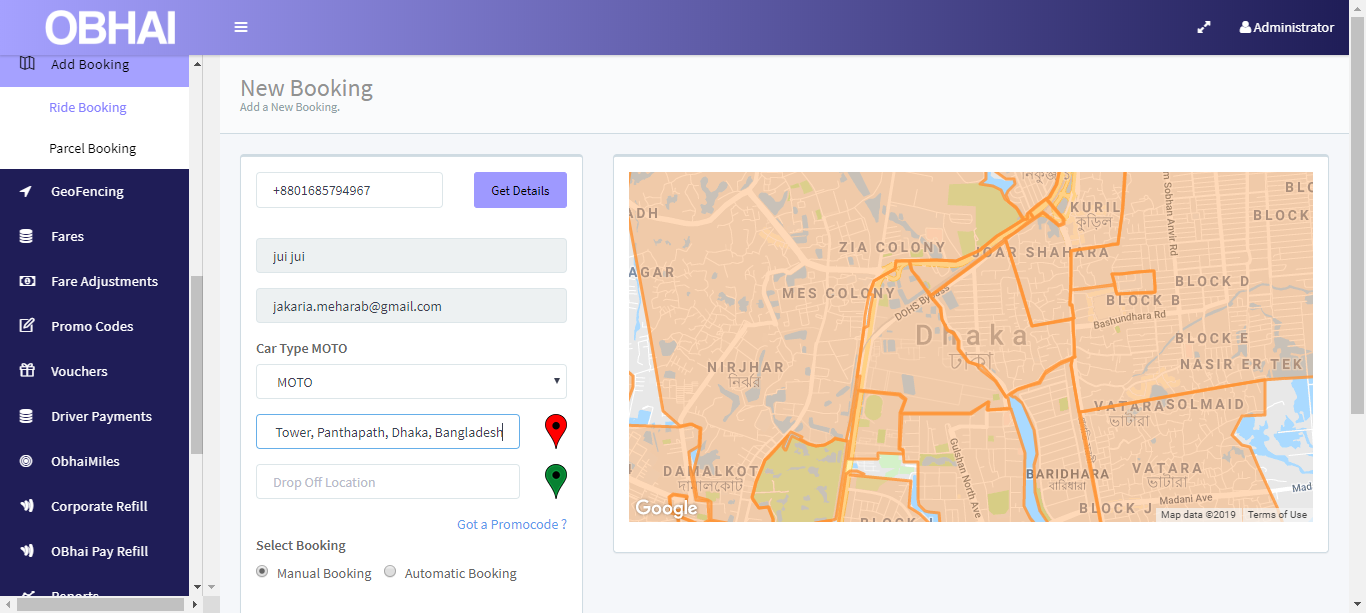 OBHAI
Administrator
Add Booking
Ride Booking
Parcel Booking
GeoFencing
Fares
Fare Adjustments
Promo Codes
Vouchers
Driver Payments
ObhaiMiles
Corporate Refill
OBhai Pay Refill
Reports
New Booking
Add a New Booking.
+8801685794967
Get Details
jui jui
jakaria.meharab@gmail.com
Car Type MOTO
MOTO
Tower, Panthapath, Dhaka, Bangladesh
Drop Off Location
Got a Promocode ?
Select Booking
Manual Booking
Automatic Booking
নিকুঞ্জ
KURIL
কুড়িল
m Sobhan Anvir Rd
BLOC
BLOCK
ADH
ZIA COLONY
JOAR SHAHARA
AGAR
MES COLONY
DOHS Bypass
BLOCK D
BLOCK B
Bashundhara Rd
Dhaka
ঢাকা
BLOCK E
NASIR ER TEK
NIRJHAR
নির্ঝর
VATARA SOLMAID
ভাটারা
DAMALKOT
দামালকোট
Gulshan North Ave
BARIDHARA
বারিধারা
VATARA
ভাটারা
Madani Ave
Mad
BLOCK J
Google
Map data ©2019
Terms of Use